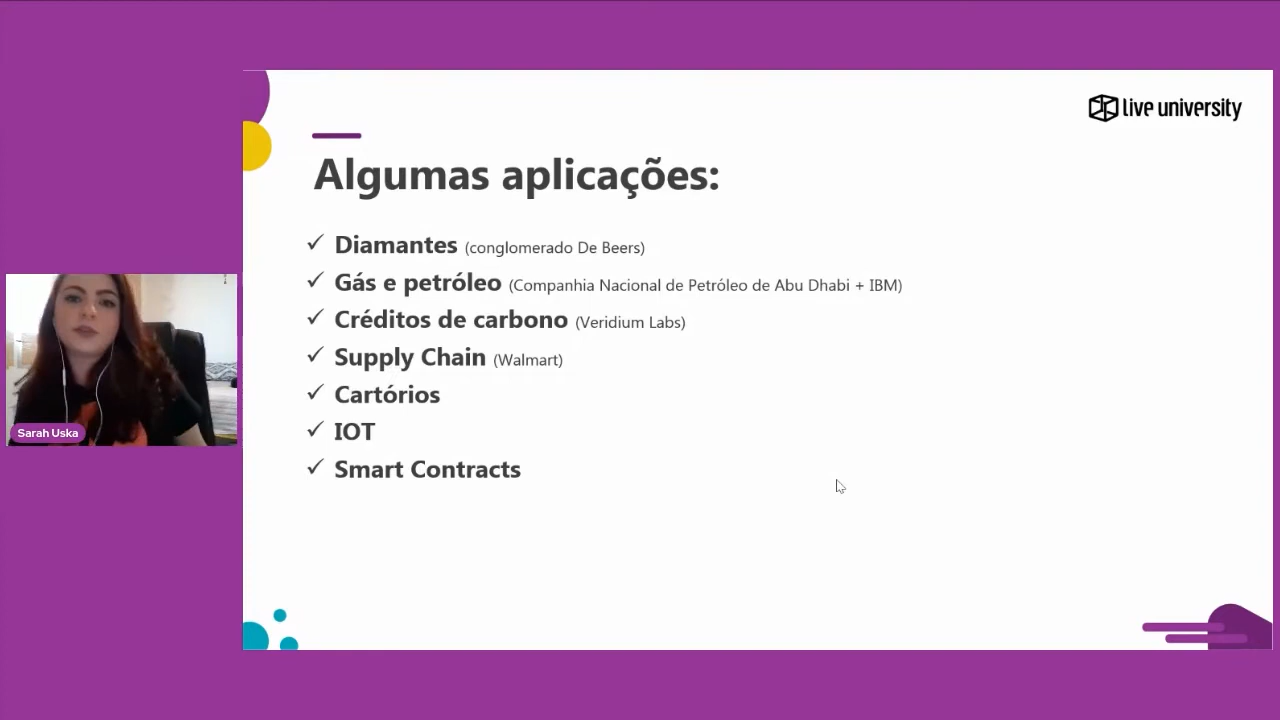 live university
Algumas aplicações:
✓ Diamantes (conglomerado De Beers)
✓ Gás e petróleo (Companhia Nacional de Petróleo de Abu Dhabi + IBM)
✓ Créditos de carbono (Veridium Labs)
✓ Supply Chain (Walmart)
✓ Cartórios
✓ IOT
✓ Smart Contracts
Sarah Uska